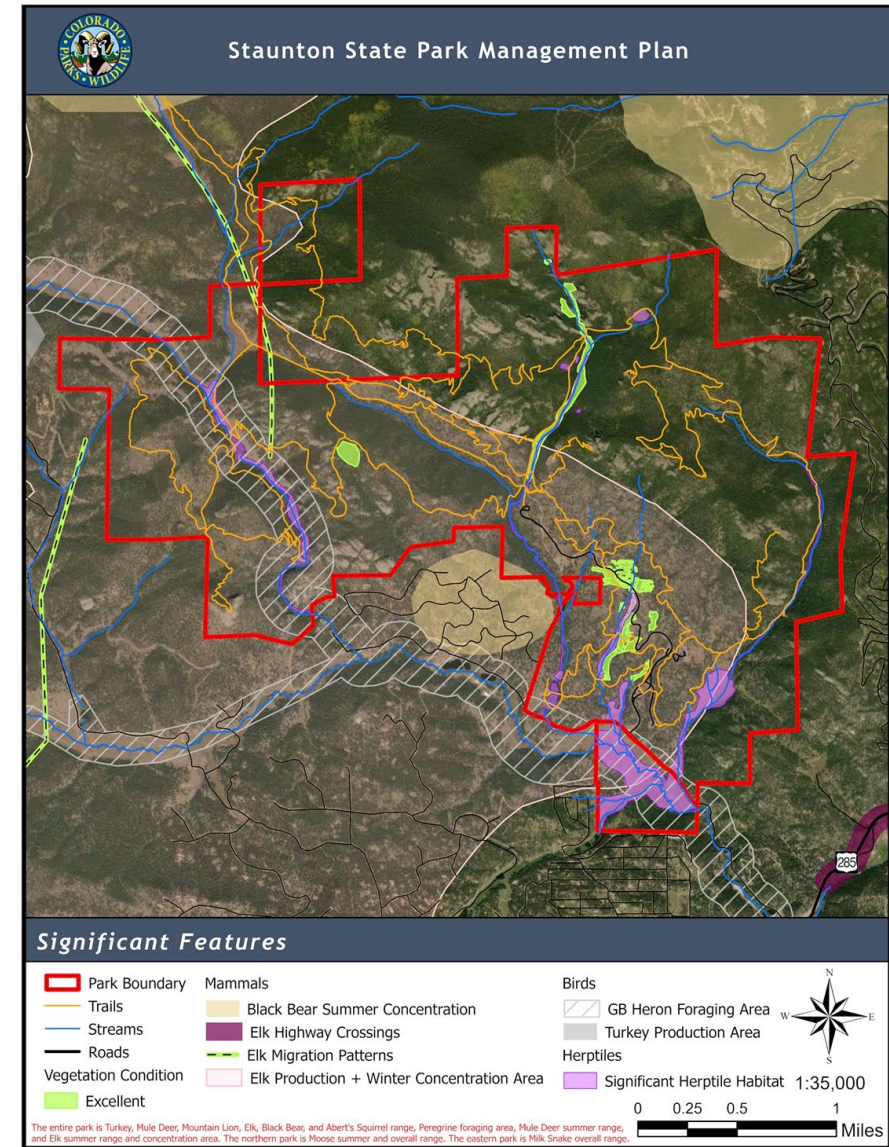 COLORADO
PARKS • WILDLIFE
Staunton State Park Management Plan
285
Significant Features
Park Boundary
Trails
Streams
Roads
Vegetation Condition
Excellent
Mammals
Black Bear Summer Concentration
Elk Highway Crossings
Elk Migration Patterns
Elk Production + Winter Concentration Area
Birds
GB Heron Foraging Area
Turkey Production Area
Herptiles
Significant Herptile Habitat
N
W
E
S
1:35,000
0 0.25 0.5 1
Miles
The entire park is Turkey, Mule Deer, Mountain Lion, Elk, Black Bear, and Abert's Squirrel range, Peregrine foraging area, Mule Deer summer range,
and Elk summer range and concentration area. The northern park is Moose summer and overall range. The eastern park is Milk Snake overall range.